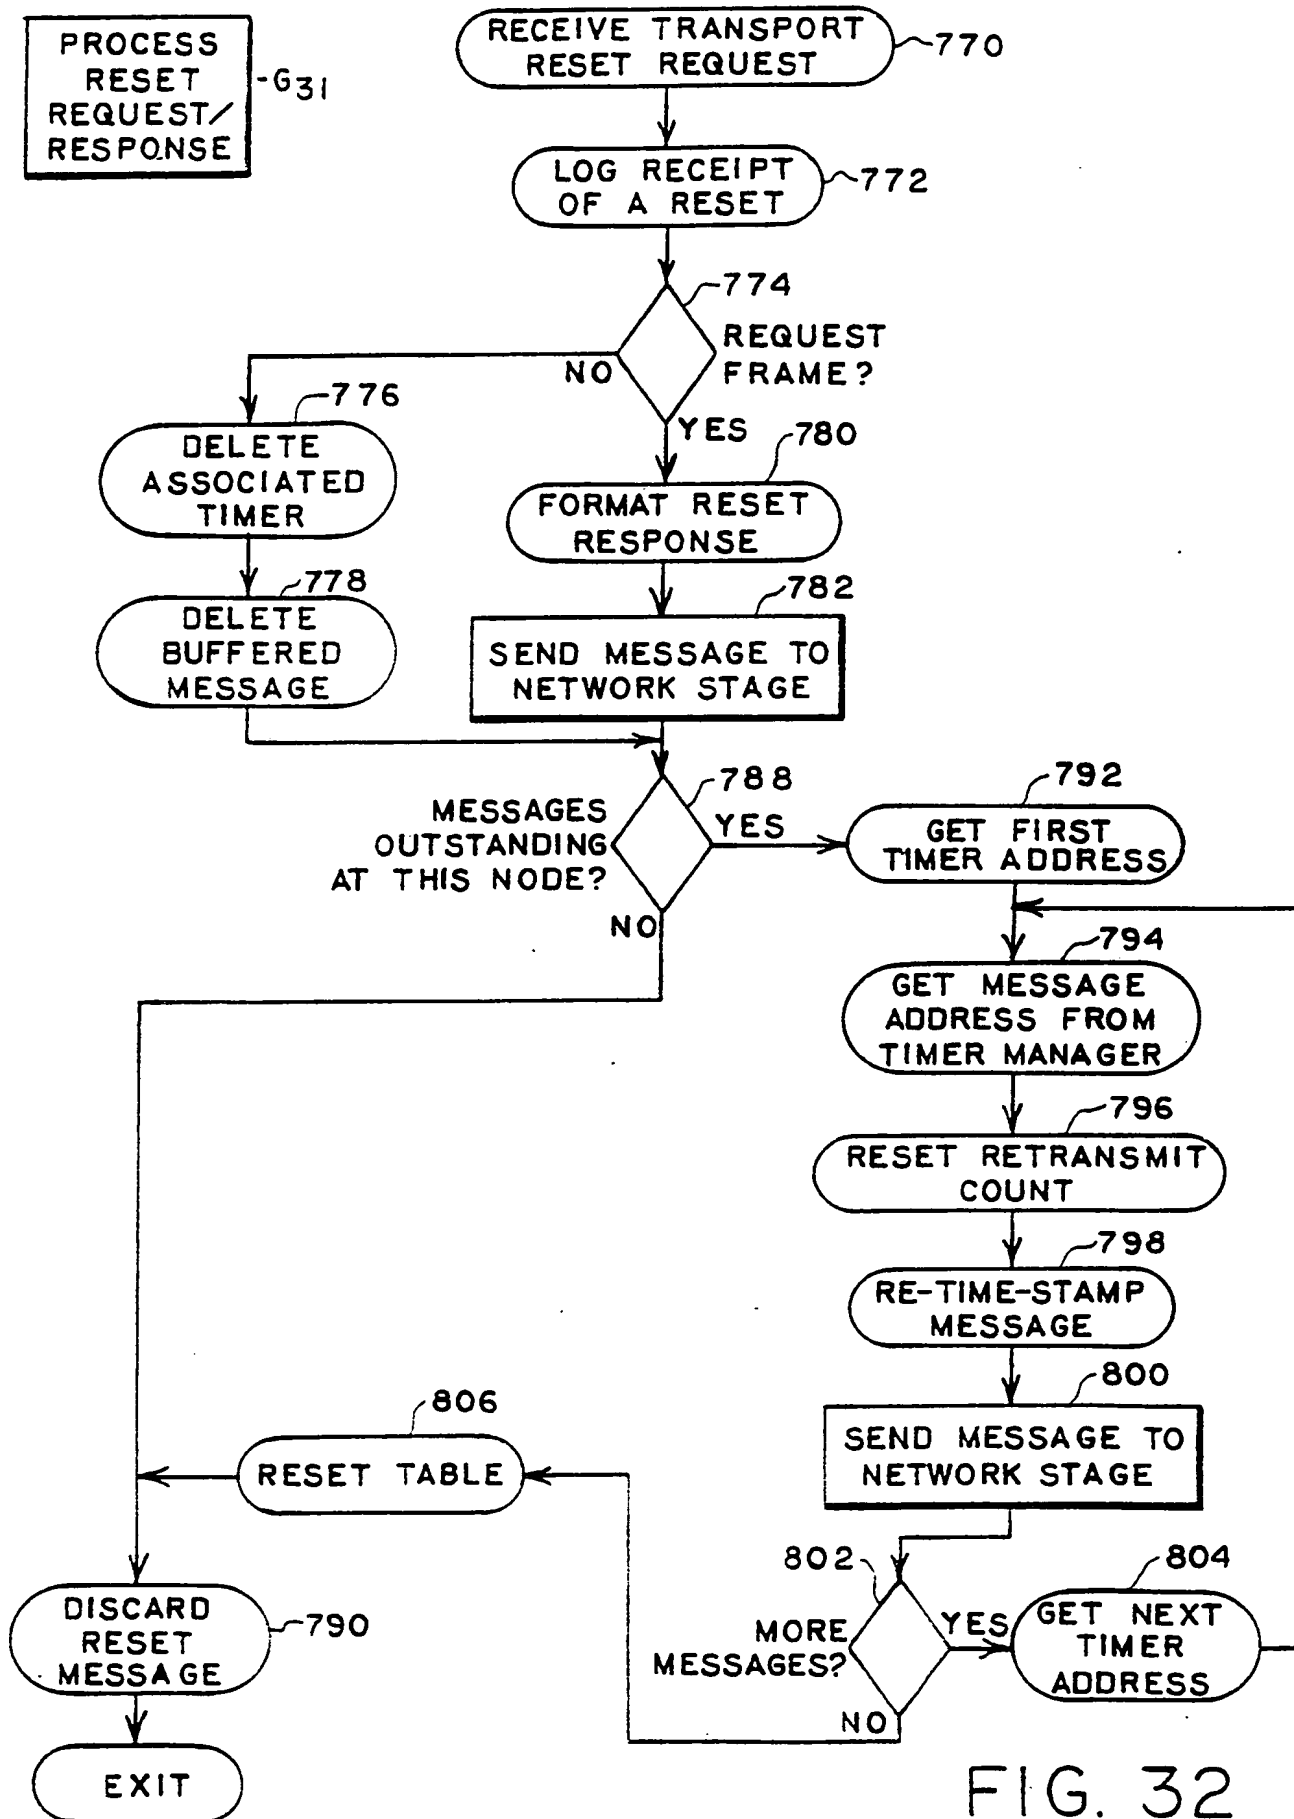 PROCESS
RESET
REQUEST/
RESPONSE
-G31
RECEIVE TRANSPORT
RESET REQUEST
770
LOG RECEIPT
OF A RESET
772
774
REQUEST
FRAME?
NO
YES
776
DELETE
ASSOCIATED
TIMER
780
FORMAT RESET
RESPONSE
778
DELETE
BUFFERED
MESSAGE
782
SEND MESSAGE TO
NETWORK STAGE
788
MESSAGES
OUTSTANDING
AT THIS NODE?
YES
NO
792
GET FIRST
TIMER ADDRESS
794
GET MESSAGE
ADDRESS FROM
TIMER MANAGER
796
RESET RETRANSMIT
COUNT
798
RE-TIME-STAMP
MESSAGE
800
SEND MESSAGE TO
NETWORK STAGE
806
RESET TABLE
802
MORE
MESSAGES?
YES
NO
804
GET NEXT
TIMER
ADDRESS
DISCARD
RESET
MESSAGE
790
EXIT
FIG. 32